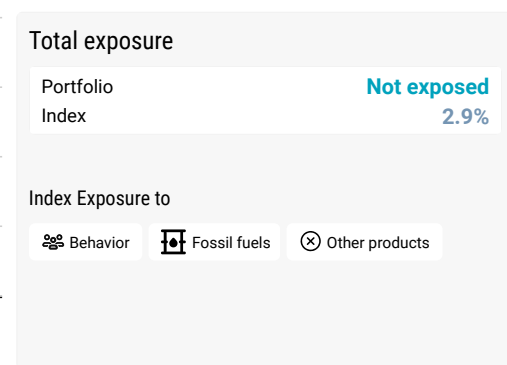 Total exposure
Portfolio Not exposed
Index 2.9%
Index Exposure to
Behavior Fossil fuels Other products